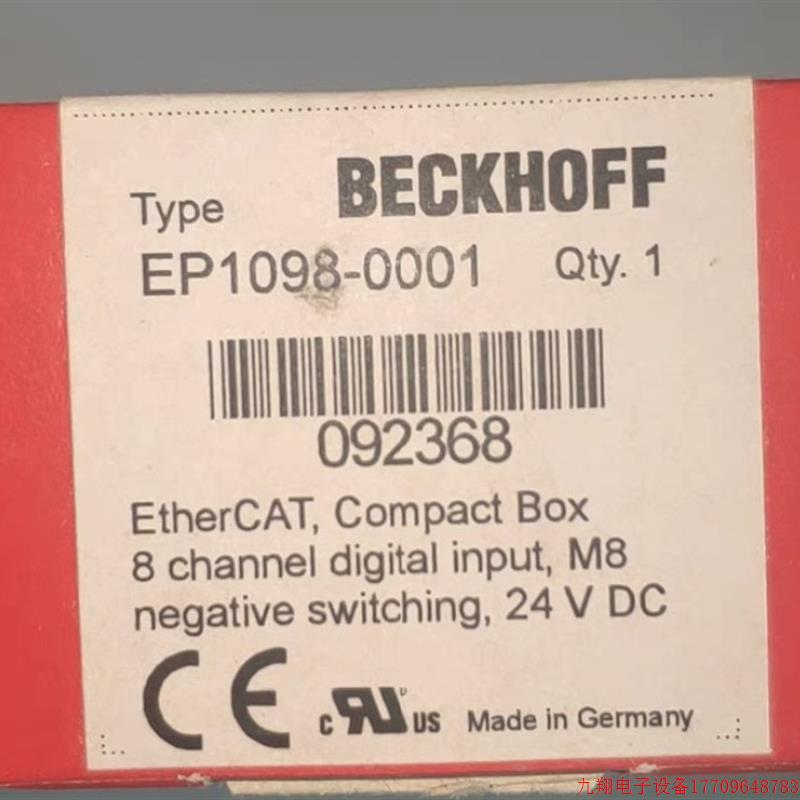 BECKHOFF
Type
EP1098-0001 Qty. 1
092368
EtherCAT, Compact Box
8 channel digital input, M8
negative switching, 24 V DC
CE c RU US Made in Germany
九翔电子设备17709648783